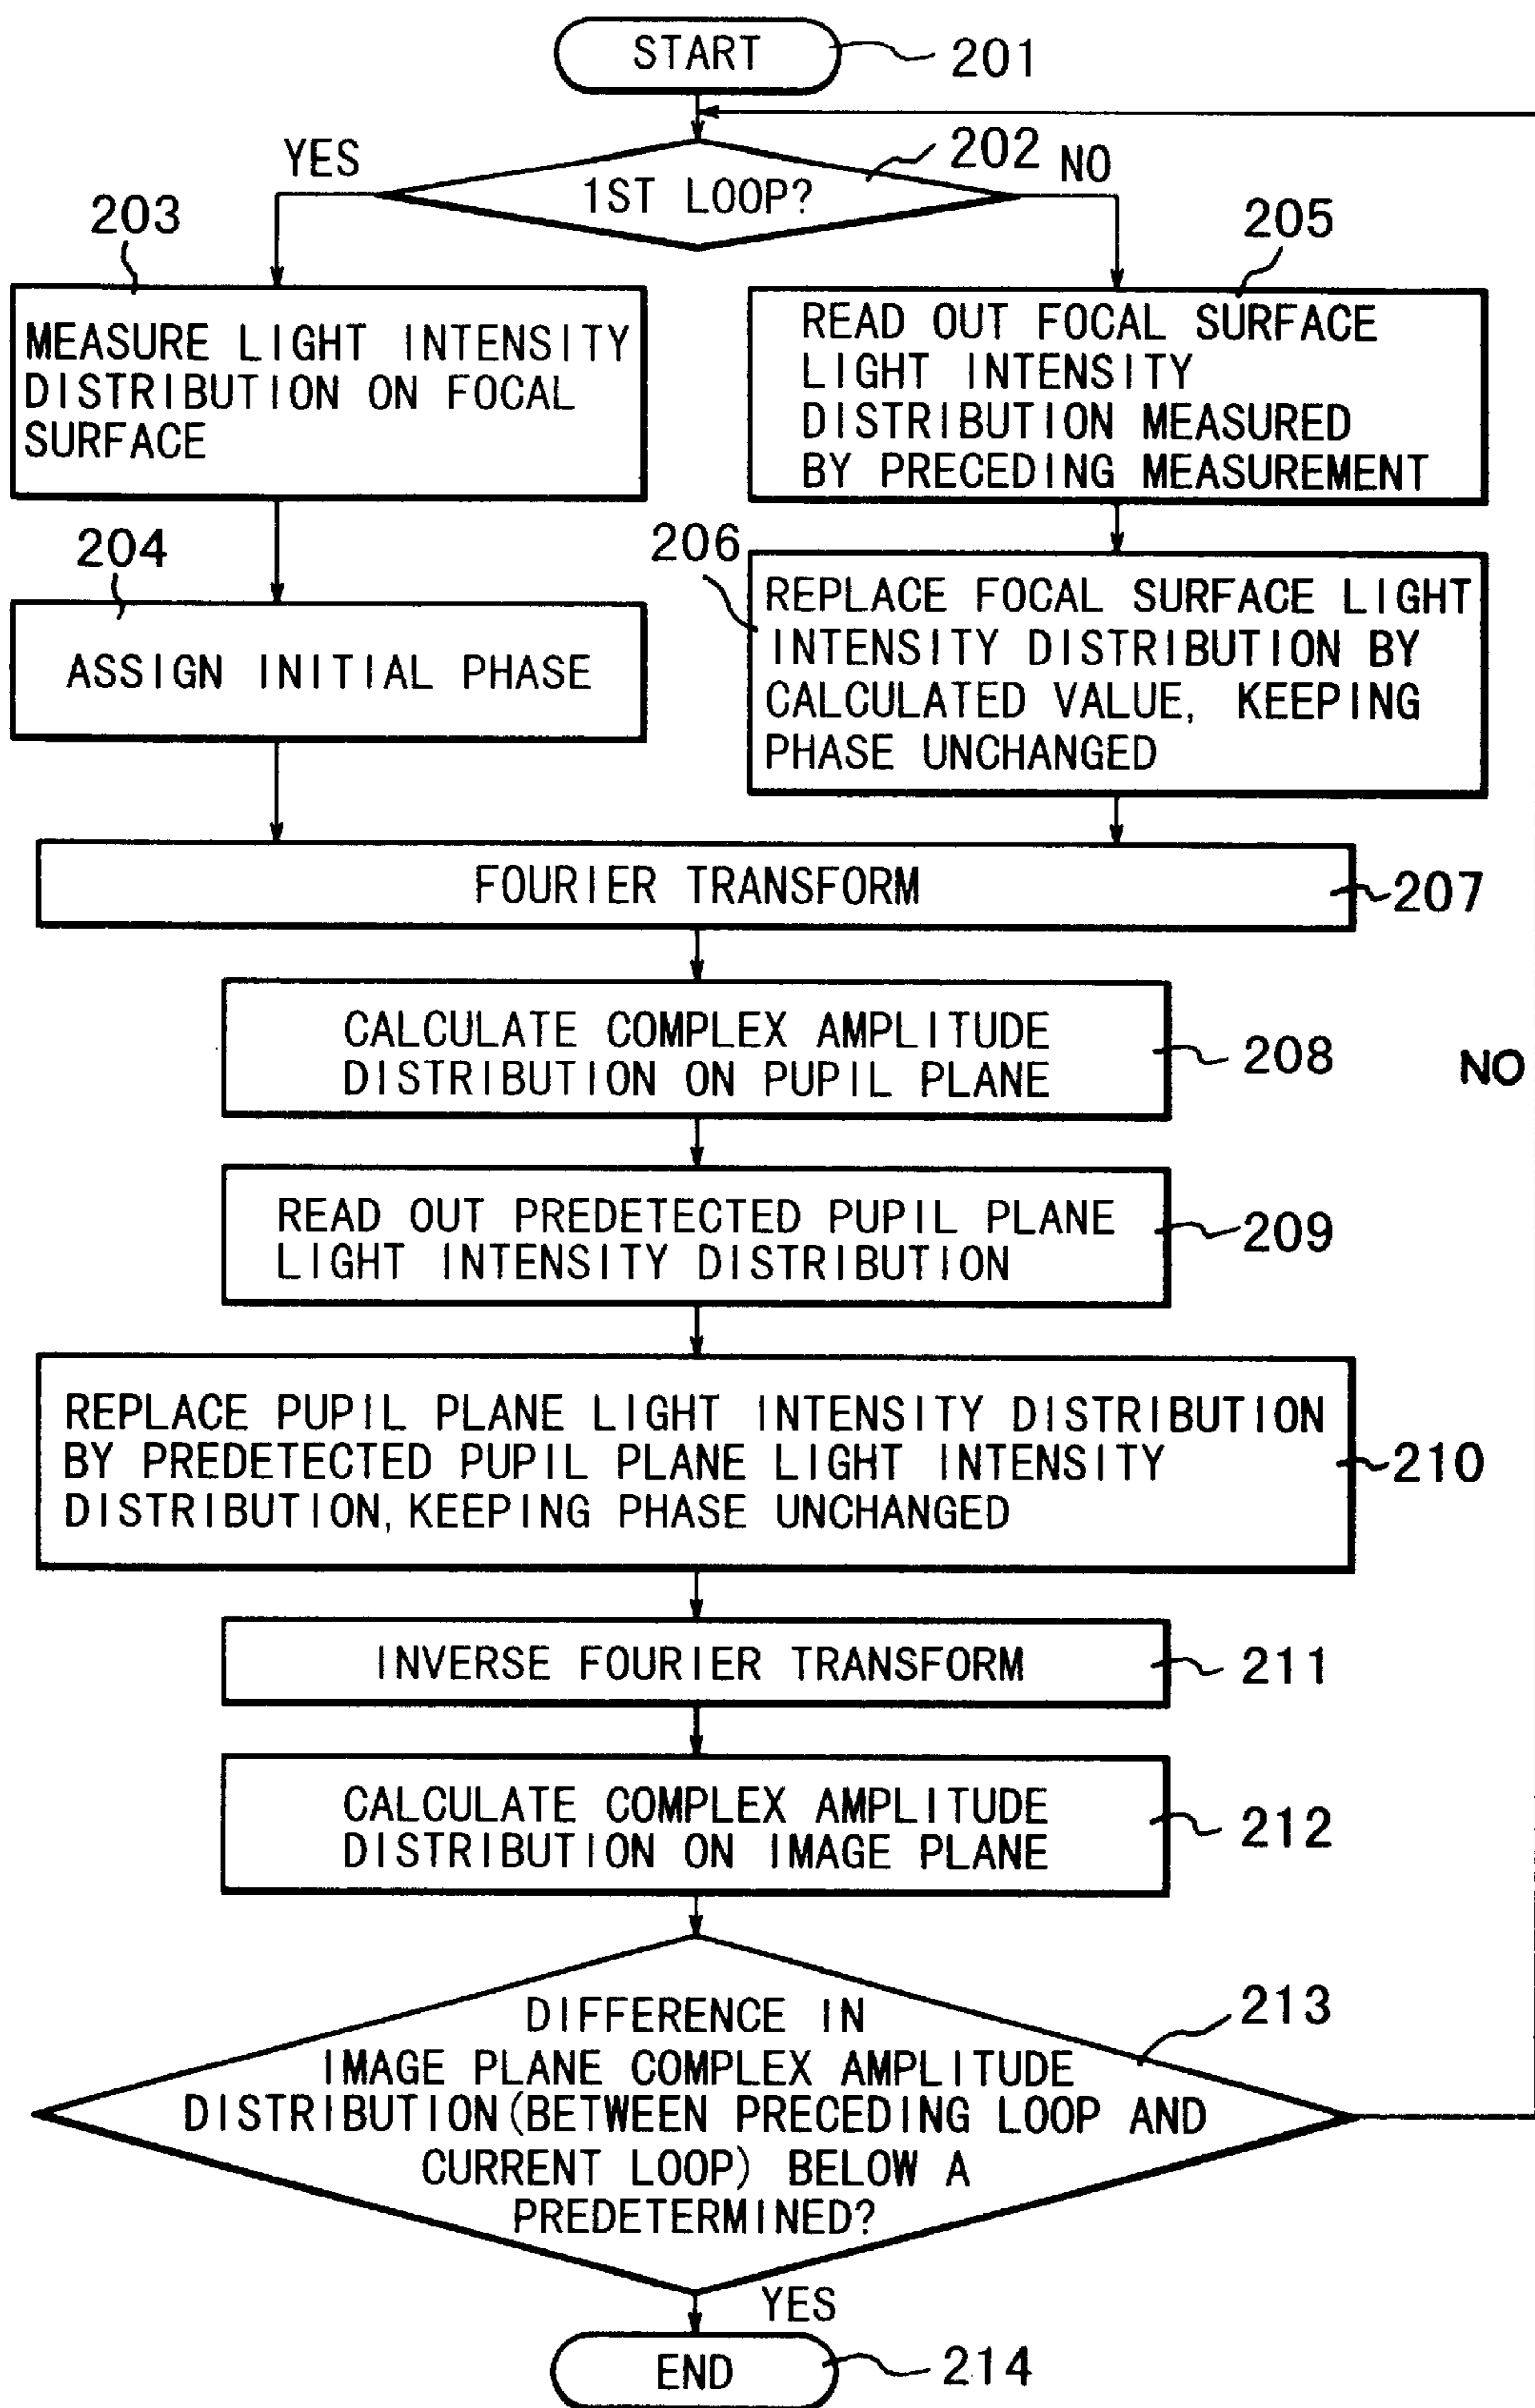 START
201
YES
202
NO
1ST LOOP?
203
205
MEASURE LIGHT INTENSITY
DISTRIBUTION ON FOCAL
SURFACE
READ OUT FOCAL SURFACE
LIGHT INTENSITY
DISTRIBUTION MEASURED
BY PRECEDING MEASUREMENT
204
206
ASSIGN INITIAL PHASE
REPLACE FOCAL SURFACE LIGHT
INTENSITY DISTRIBUTION BY
CALCULATED VALUE, KEEPING
PHASE UNCHANGED
FOURIER TRANSFORM
207
CALCULATE COMPLEX AMPLITUDE
DISTRIBUTION ON PUPIL PLANE
208
NO
READ OUT PREDETECTED PUPIL PLANE
LIGHT INTENSITY DISTRIBUTION
209
REPLACE PUPIL PLANE LIGHT INTENSITY DISTRIBUTION
BY PREDETECTED PUPIL PLANE LIGHT INTENSITY
DISTRIBUTION, KEEPING PHASE UNCHANGED
210
INVERSE FOURIER TRANSFORM
211
CALCULATE COMPLEX AMPLITUDE
DISTRIBUTION ON IMAGE PLANE
212
213
DIFFERENCE IN
IMAGE PLANE COMPLEX AMPLITUDE
DISTRIBUTION (BETWEEN PRECEDING LOOP AND
CURRENT LOOP) BELOW A
PREDETERMINED?
YES
END
214